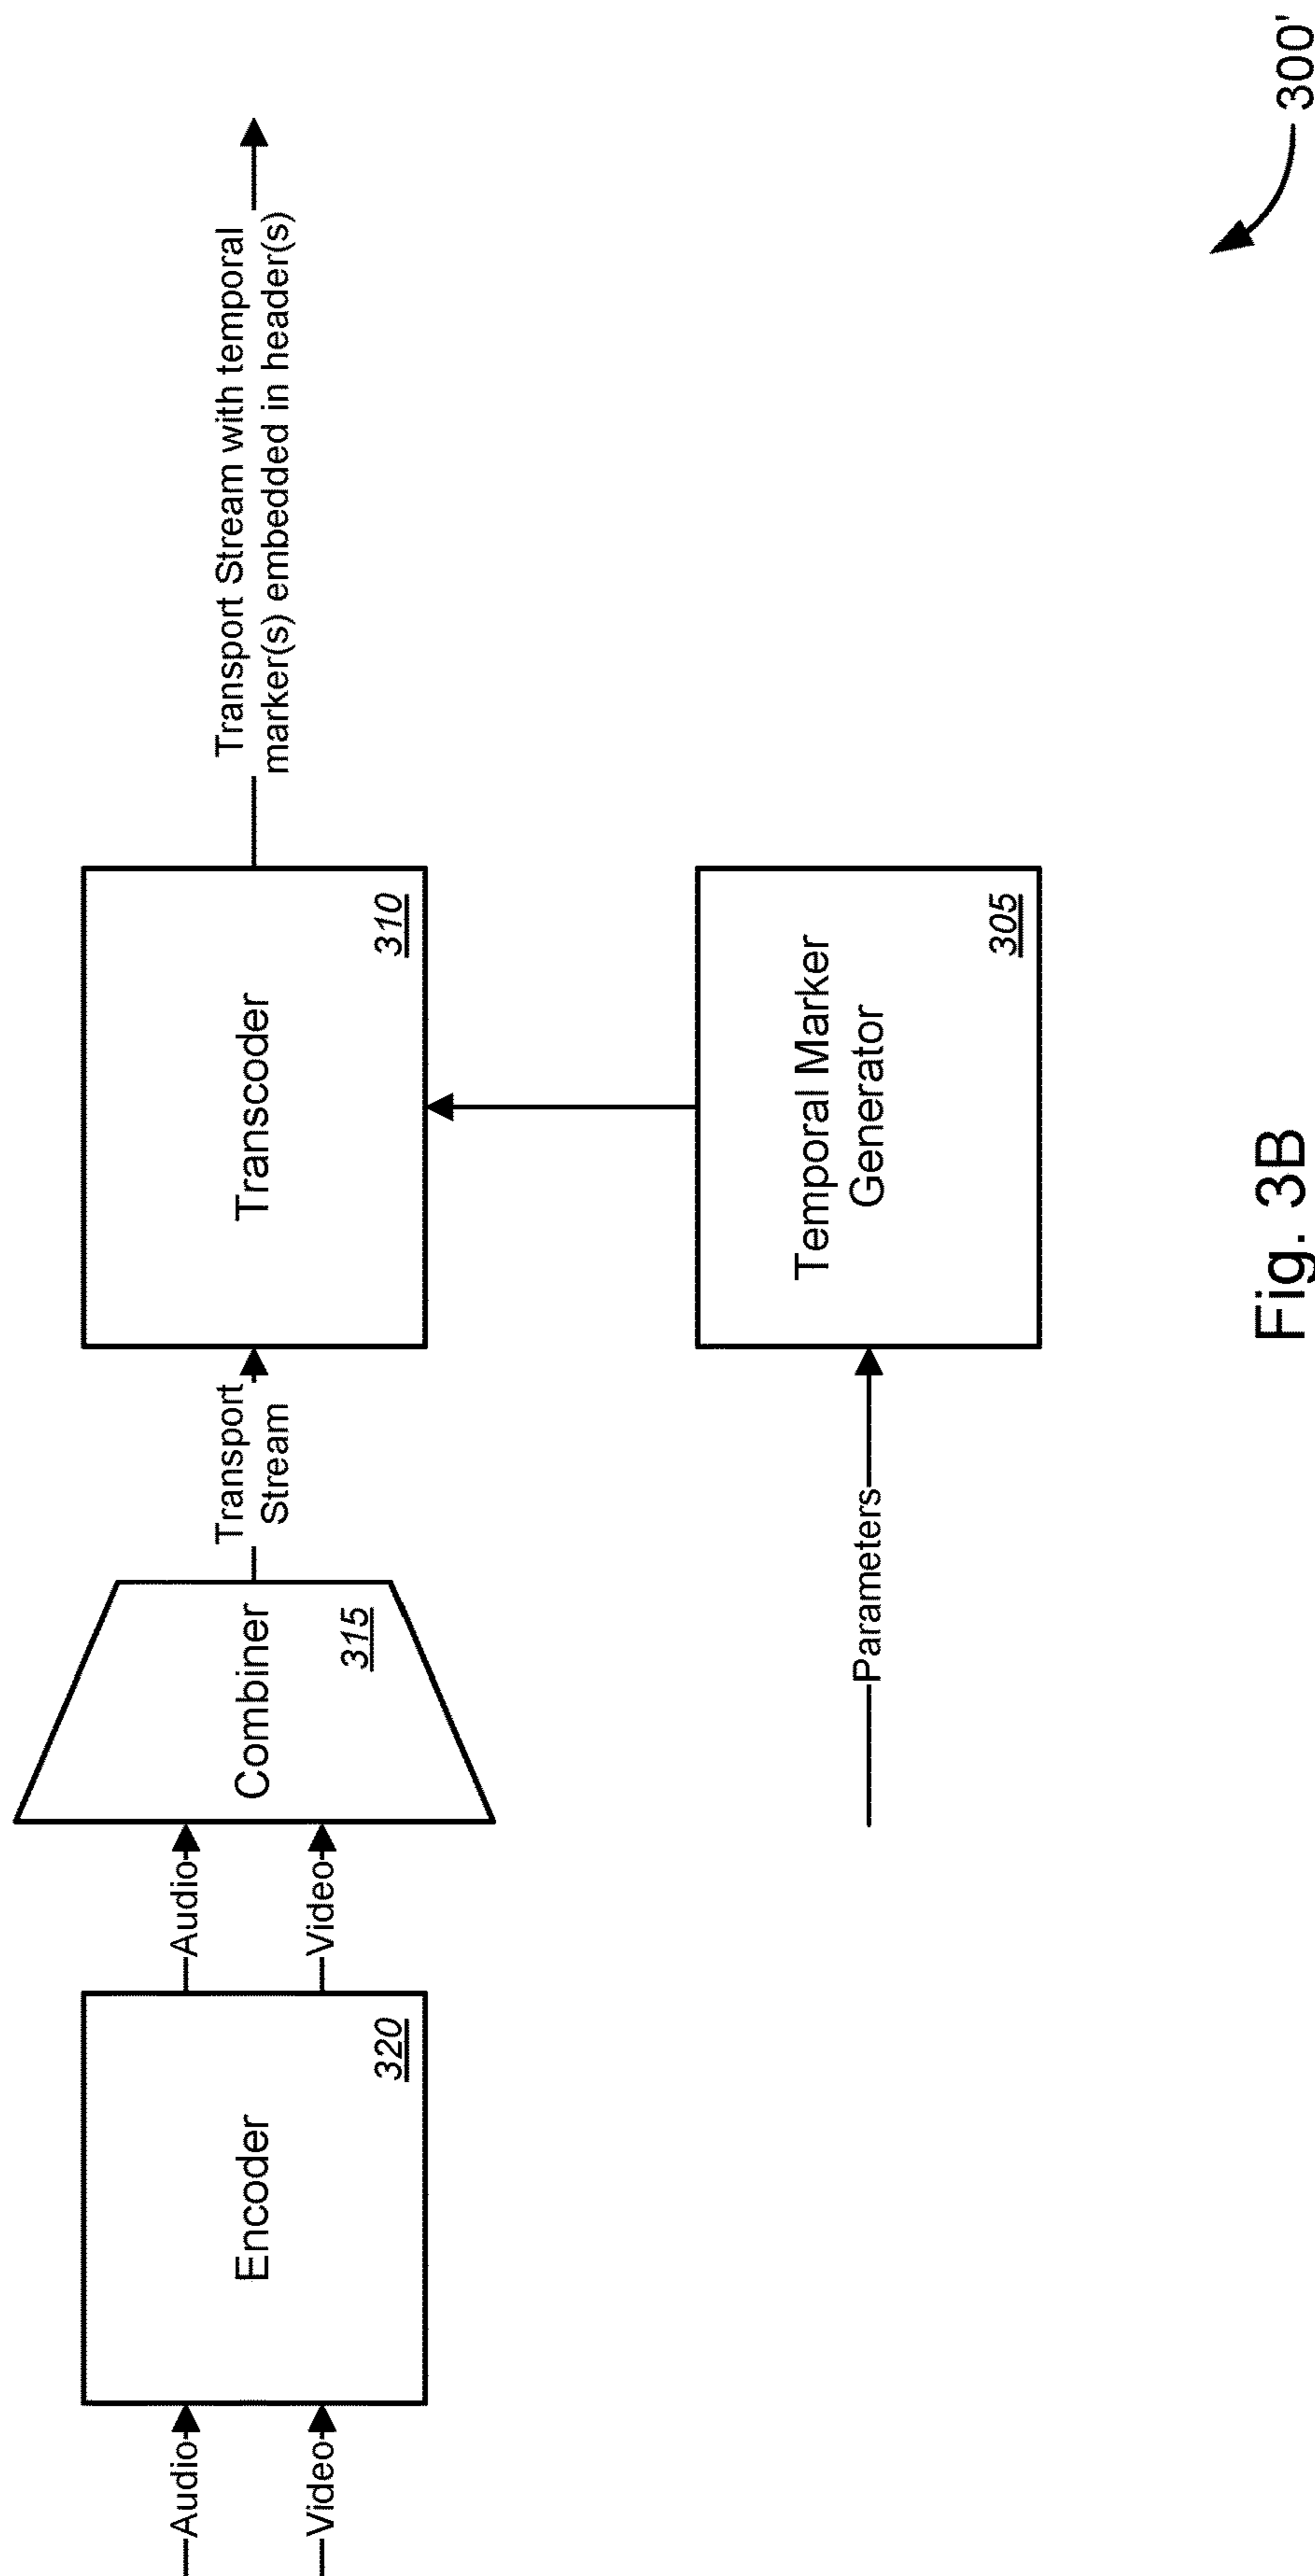 Audio
Video
Encoder
320
Audio
Video
Combiner
315
Transport
Stream
Transcoder
310
Transport Stream with temporal
marker(s) embedded in header(s)
Parameters
Temporal Marker
Generator
305
Fig. 3B
300'